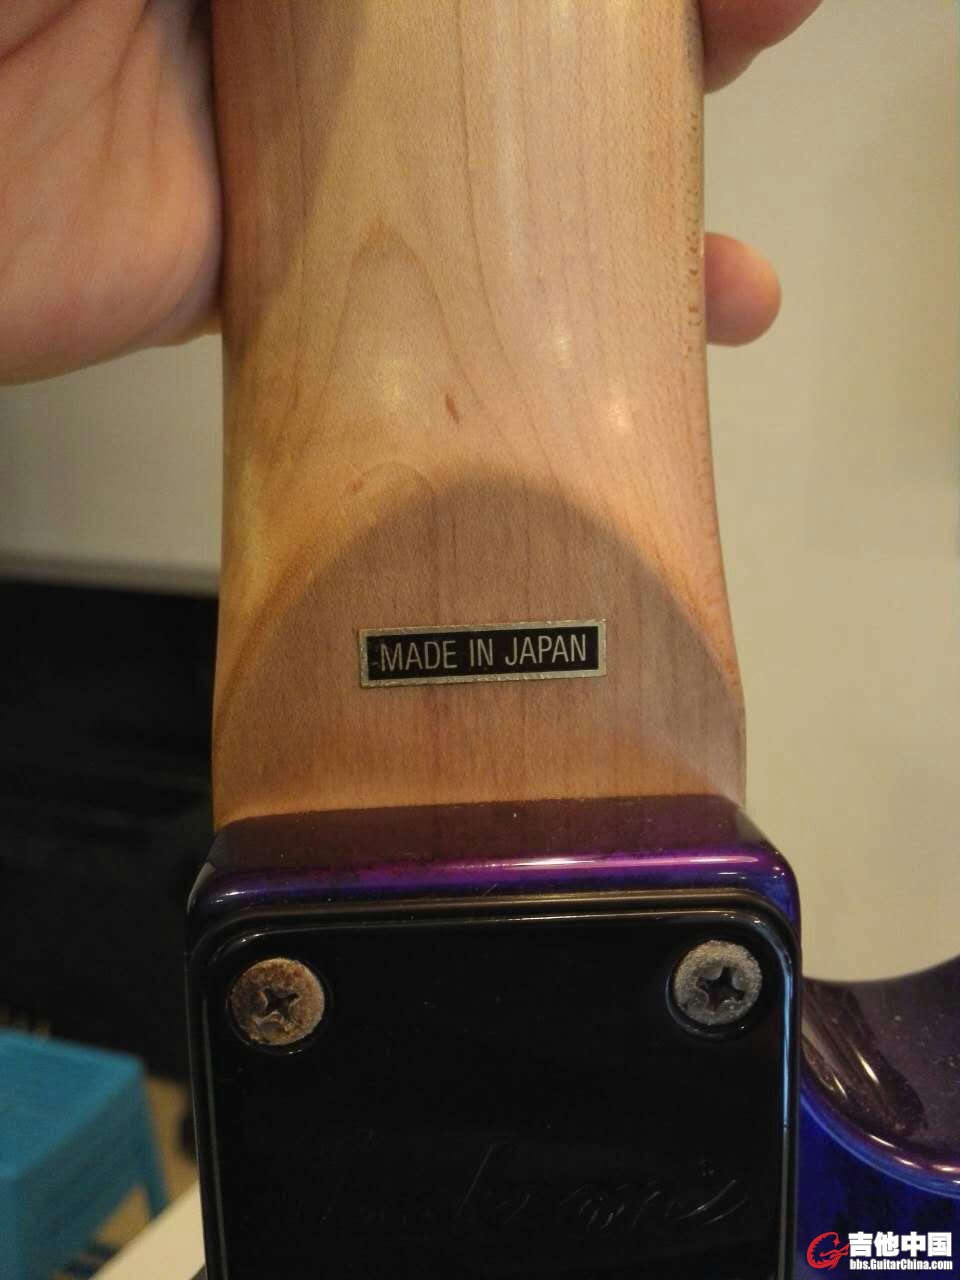 MADE IN JAPAN
吉他中国
bbs.GuitarChina.com